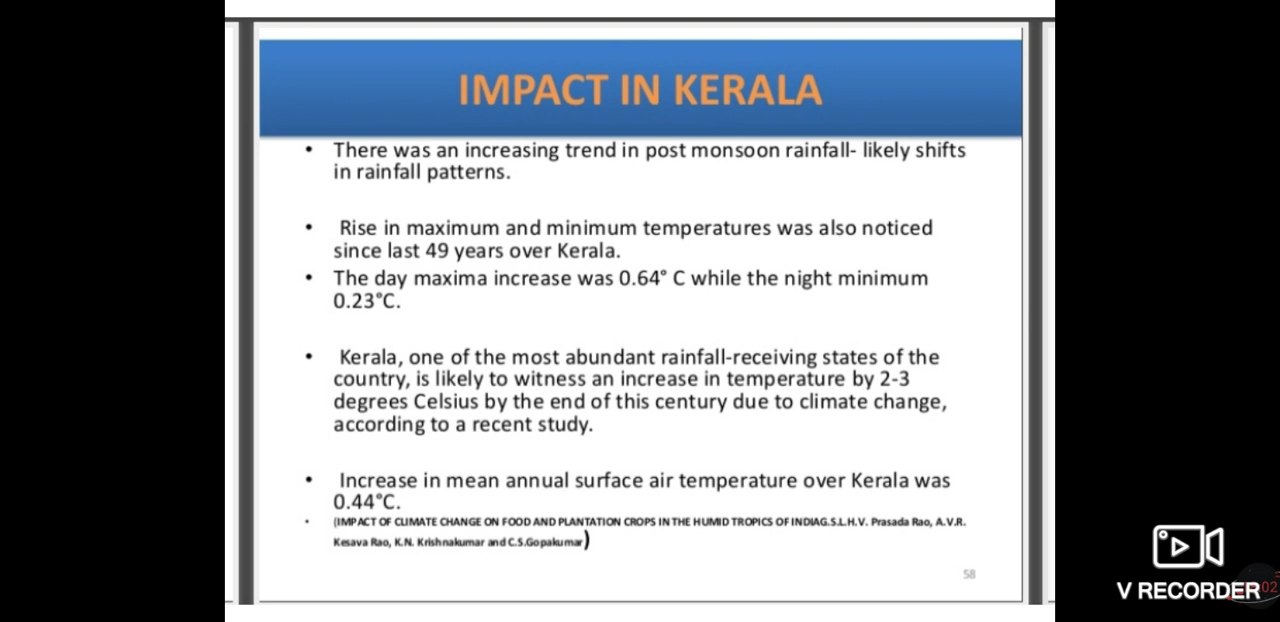 IMPACT IN KERALA
• There was an increasing trend in post monsoon rainfall- likely shifts
in rainfall patterns.
• Rise in maximum and minimum temperatures was also noticed
since last 49 years over Kerala.
• The day maxima increase was 0.64° C while the night minimum
0.23°C.
• Kerala, one of the most abundant rainfall-receiving states of the
country, is likely to witness an increase in temperature by 2-3
degrees Celsius by the end of this century due to climate change,
according to a recent study.
• Increase in mean annual surface air temperature over Kerala was
0.44°C.
• (IMPACT OF CLIMATE CHANGE ON FOOD AND PLANTATION CROPS IN THE HUMID TROPICS OF INDIAG.S.L.H.V. Prasada Rao, A.V.R.
Kesava Rao, K.N. Krishnakumar and C.S.Gopakumar)
58
V RECORDER